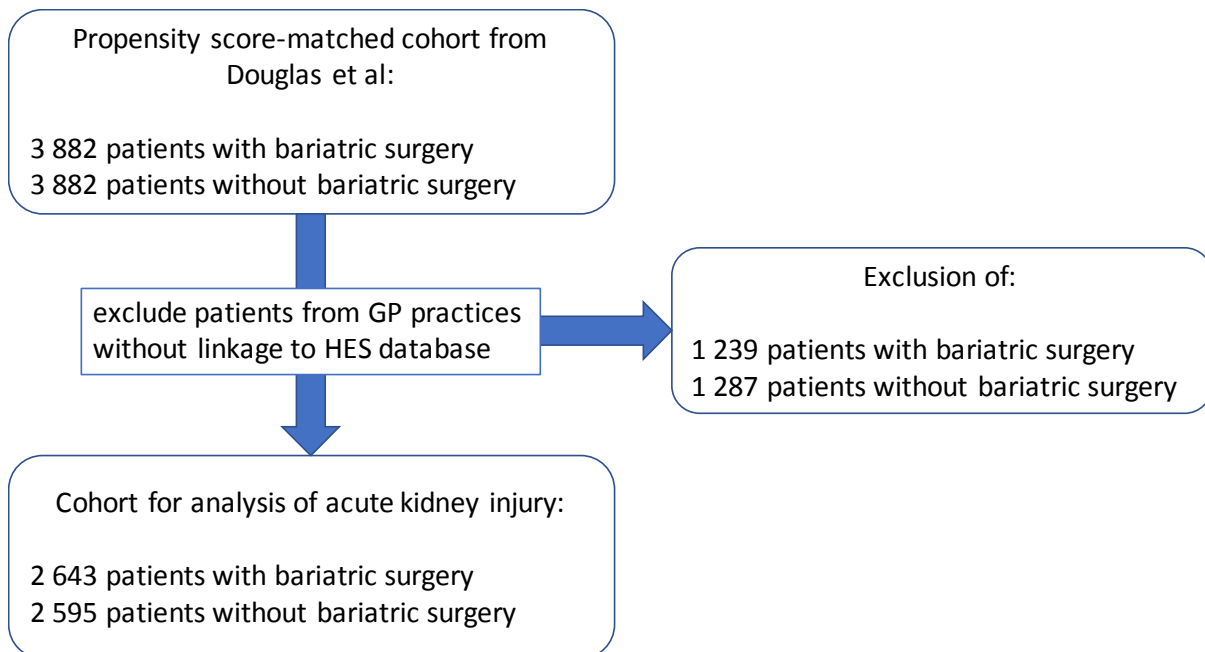 Propensity score-matched cohort from
Douglas et al:
3 882 patients with bariatric surgery
3 882 patients without bariatric surgery
exclude patients from GP practices
without linkage to HES database
Exclusion of:
1 239 patients with bariatric surgery
1 287 patients without bariatric surgery
Cohort for analysis of acute kidney injury:
2 643 patients with bariatric surgery
2 595 patients without bariatric surgery